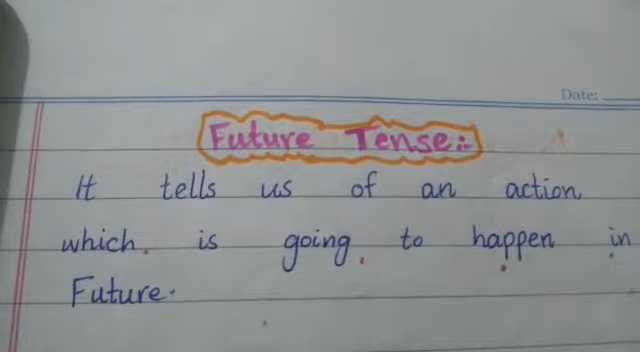 Date:
Future Tense:-
It tells us of an action
which is going to happen in
Future.